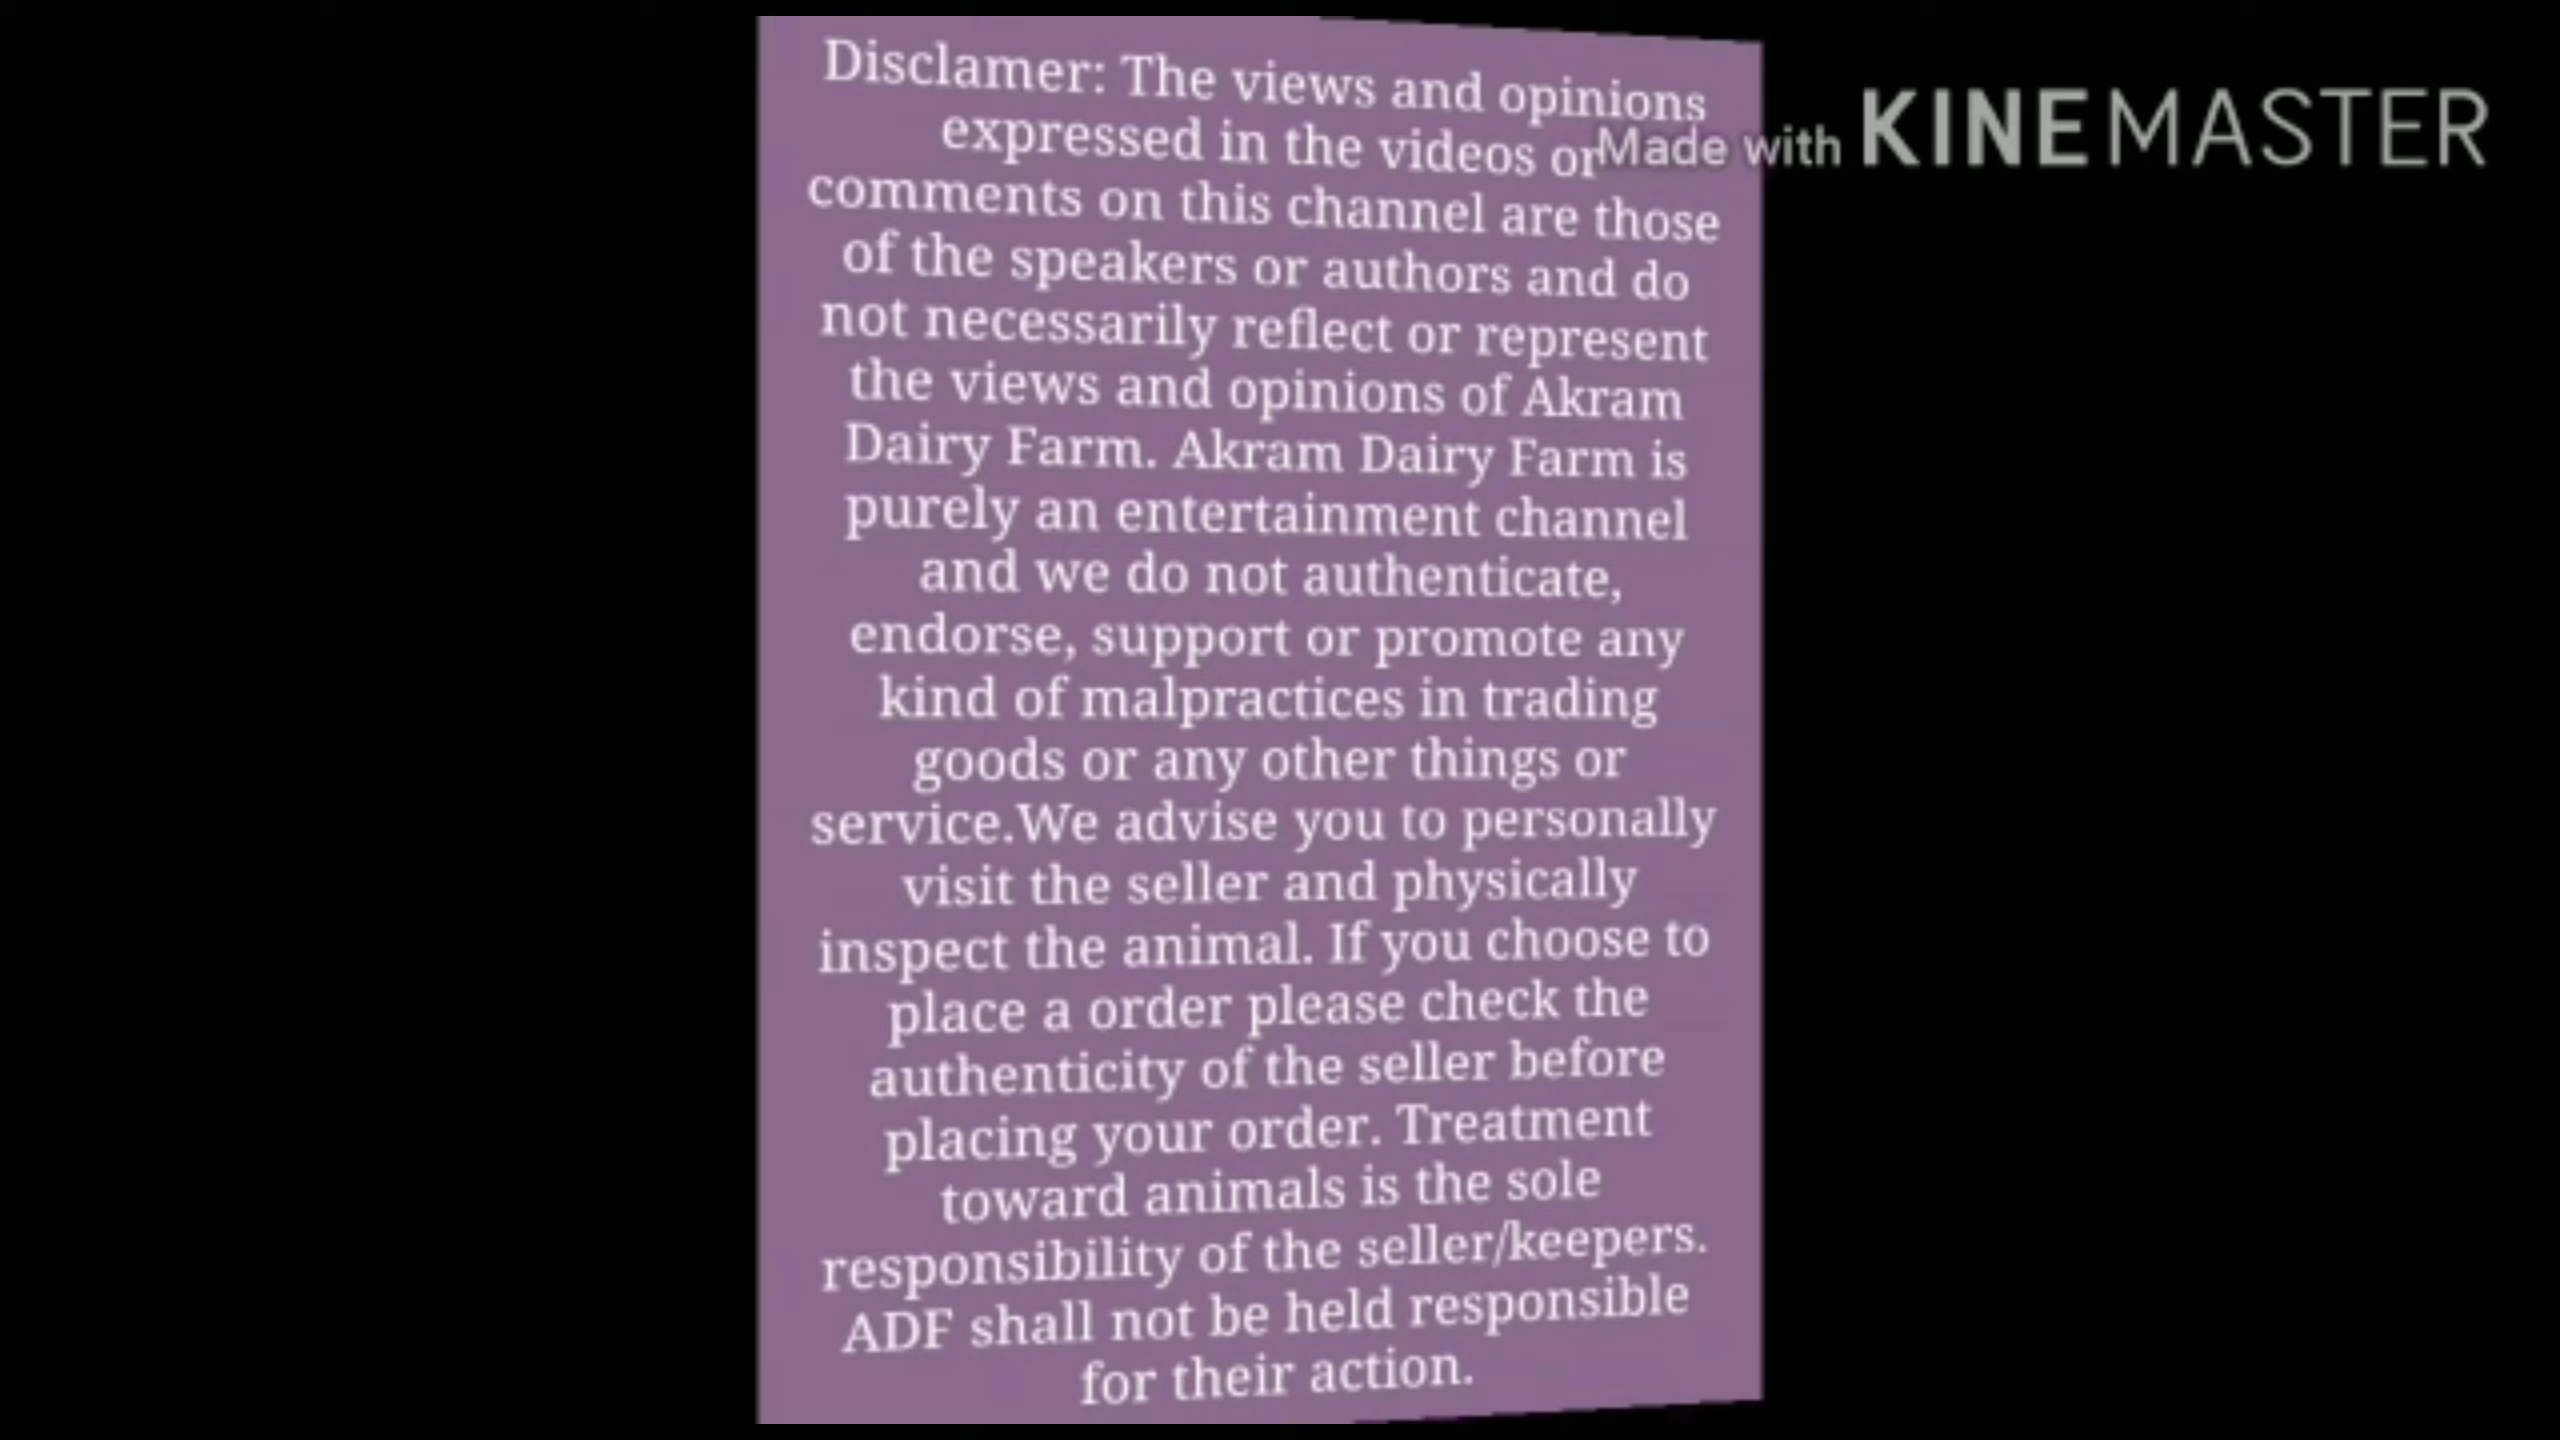 Disclamer: The views and opinions
expressed in the videos or
Made with KINEMASTER
comments on this channel are those
of the speakers or authors and do
not necessarily reflect or represent
the views and opinions of Akram
Dairy Farm. Akram Dairy Farm is
purely an entertainment channel
and we do not authenticate,
endorse, support or promote any
kind of malpractices in trading
goods or any other things or
service.We advise you to personally
visit the seller and physically
inspect the animal. If you choose to
place a order please check the
authenticity of the seller before
placing your order. Treatment
toward animals is the sole
responsibility of the seller/keepers.
ADF shall not be held responsible
for their action.